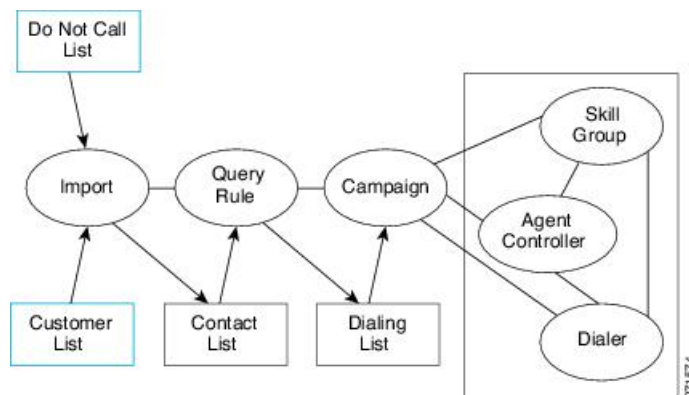 Do Not Call
List
Import
Query
Rule
Campaign
Skill
Group
Agent
Controller
Dialer
Customer
List
Contact
List
Dialing
List